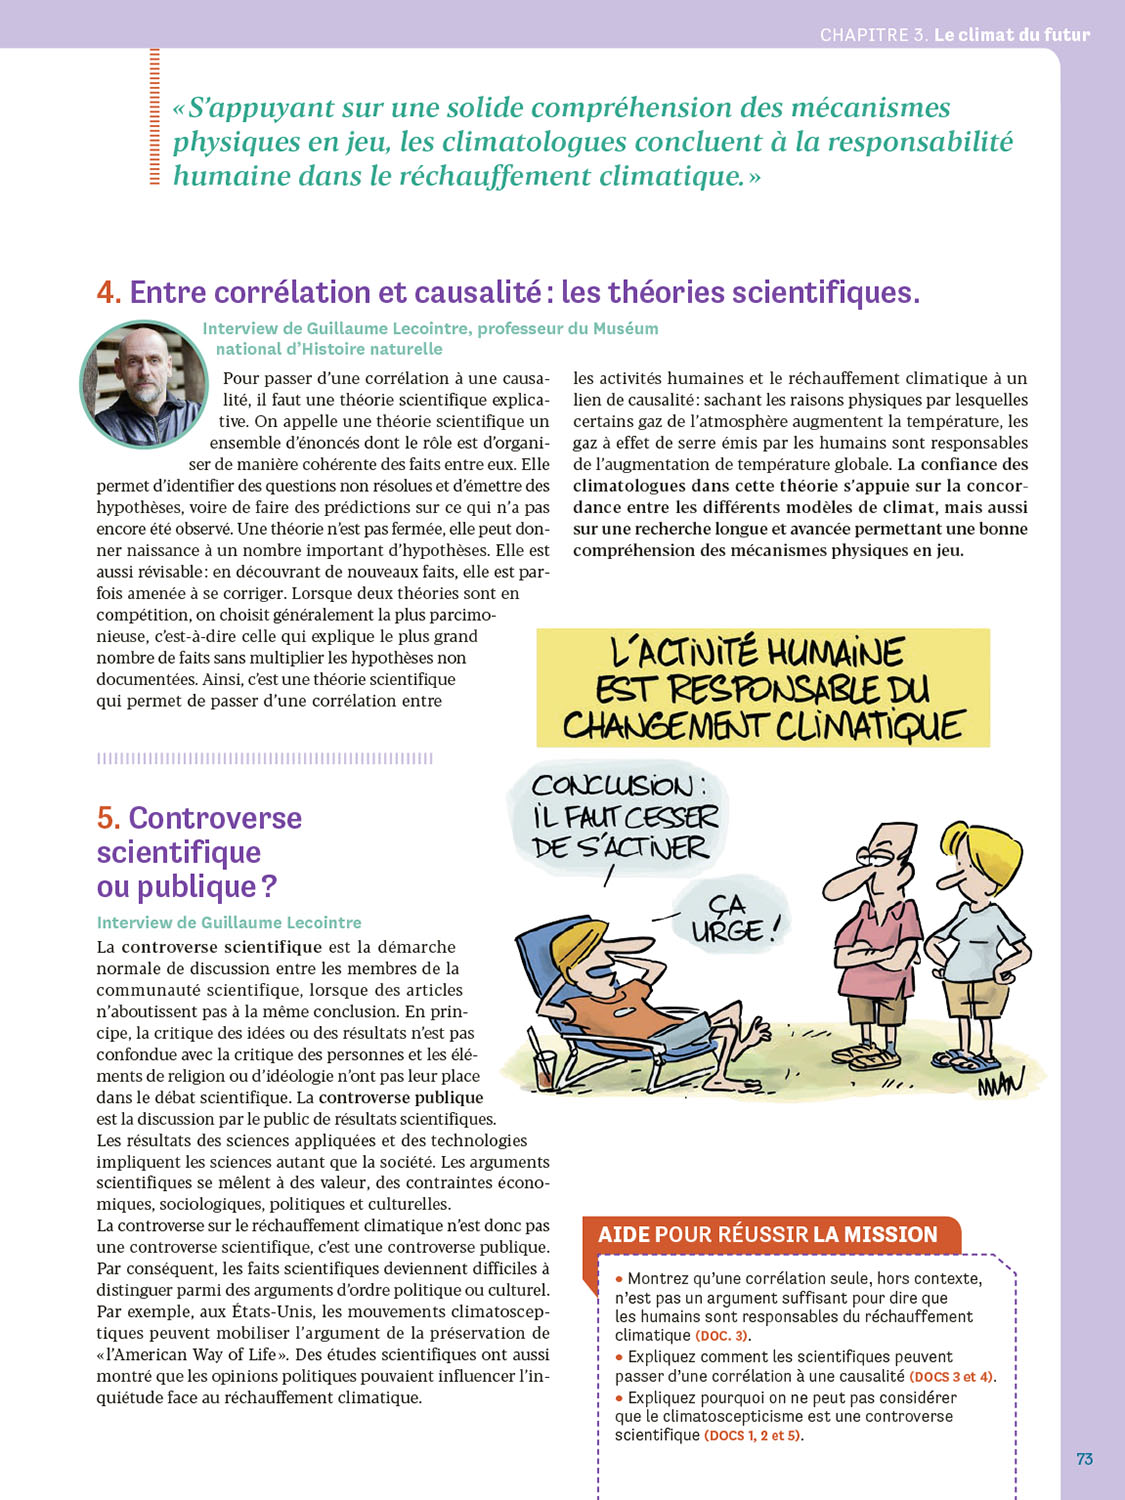 CHAPITRE 3. Le climat du futur
« S’appuyant sur une solide compréhension des mécanismes
physiques en jeu, les climatologues concluent à la responsabilité
humaine dans le réchauffement climatique. »
4. Entre corrélation et causalité : les théories scientifiques.
Interview de Guillaume Lecointre, professeur du Muséum
national d’Histoire naturelle
Pour passer d’une corrélation à une causa-
lité, il faut une théorie scientifique explica-
tive. On appelle une théorie scientifique un
ensemble d’énoncés dont le rôle est d’organi-
ser de manière cohérente des faits entre eux. Elle
permet d’identifier des questions non résolues et d’émettre des
hypothèses, voire de faire des prédictions sur ce qui n’a pas
encore été observé. Une théorie n’est pas fermée, elle peut don-
ner naissance à un nombre important d’hypothèses. Elle est
aussi révisable : en découvrant de nouveaux faits, elle est par-
fois amenée à se corriger. Lorsque deux théories sont en
compétition, on choisit généralement la plus parcimo-
nieuse, c’est-à-dire celle qui explique le plus grand
nombre de faits sans multiplier les hypothèses non
documentées. Ainsi, c’est une théorie scientifique
qui permet de passer d’une corrélation entre
les activités humaines et le réchauffement climatique à un
lien de causalité : sachant les raisons physiques par lesquelles
certains gaz de l’atmosphère augmentent la température, les
gaz à effet de serre émis par les humains sont responsables
de l’augmentation de température globale. La confiance des
climatologues dans cette théorie s’appuie sur la concor-
dance entre les différents modèles de climat, mais aussi
sur une recherche longue et avancée permettant une bonne
compréhension des mécanismes physiques en jeu.
L’ACTIVITÉ HUMAINE
EST RESPONSABLE DU
CHANGEMENT CLIMATIQUE
CONCLUSION :
IL FAUT CESSER
DE S’ACTIVER
ÇA
URGE !
MAN
5. Controverse
scientifique
ou publique ?
Interview de Guillaume Lecointre
La controverse scientifique est la démarche
normale de discussion entre les membres de la
communauté scientifique, lorsque des articles
n’aboutissent pas à la même conclusion. En prin-
cipe, la critique des idées ou des résultats n’est pas
confondue avec la critique des personnes et les élé-
ments de religion ou d’idéologie n’ont pas leur place
dans le débat scientifique. La controverse publique
est la discussion par le public de résultats scientifiques.
Les résultats des sciences appliquées et des technologies
impliquent les sciences autant que la société. Les arguments
scientifiques se mêlent à des valeur, des contraintes écono-
miques, sociologiques, politiques et culturelles.
La controverse sur le réchauffement climatique n’est donc pas
une controverse scientifique, c’est une controverse publique.
Par conséquent, les faits scientifiques deviennent difficiles à
distinguer parmi des arguments d’ordre politique ou culturel.
Par exemple, aux États-Unis, les mouvements climatoscep-
tiques peuvent mobiliser l’argument de la préservation de
« l’American Way of Life ». Des études scientifiques ont aussi
montré que les opinions politiques pouvaient influencer l’in-
quiétude face au réchauffement climatique.
AIDE POUR RÉUSSIR LA MISSION
• Montrez qu’une corrélation seule, hors contexte,
n’est pas un argument suffisant pour dire que
les humains sont responsables du réchauffement
climatique (DOC. 3).
• Expliquez comment les scientifiques peuvent
passer d’une corrélation à une causalité (DOCS 3 et 4).
• Expliquez pourquoi on ne peut pas considérer
que le climatoscepticisme est une controverse
scientifique (DOCS 1, 2 et 5).
73